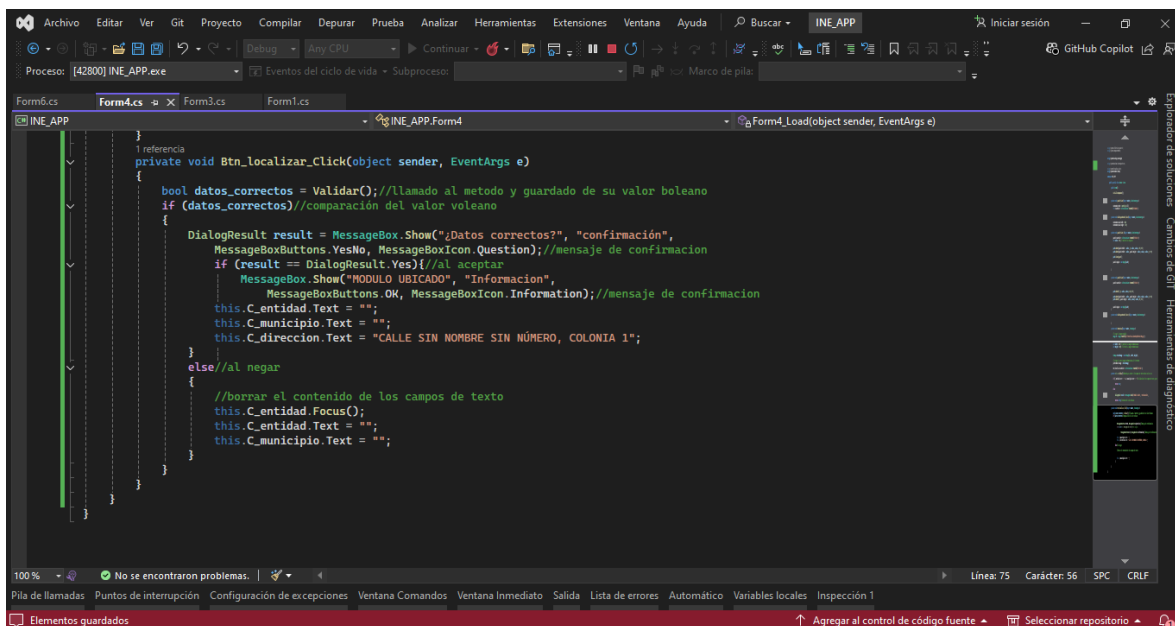 Archivo Editar Ver Git Proyecto Compilar Depurar Prueba Analizar Herramientas Extensiones Ventana Ayuda Buscar INE_APP Iniciar sesión
Debug Any CPU Continuar GitHub Copilot
Proceso: [42800] INE_APP.exe Eventos del ciclo de vida Subproceso: Marco de pila:
Form6.cs Form4.cs Form3.cs Form1.cs
INE_APP INE_APP.Form4 Form4_Load(object sender, EventArgs e)
}
1 referencia
private void Btn_localizar_Click(object sender, EventArgs e)
{
bool datos_correctos = Validar();//llamado al metodo y guardado de su valor boleano
if (datos_correctos)//comparación del valor voleano
{
DialogResult result = MessageBox.Show("¿Datos correctos?", "confirmación",
MessageBoxButtons.YesNo, MessageBoxIcon.Question);//mensaje de confirmacion
if (result == DialogResult.Yes){//al aceptar
MessageBox.Show("MODULO UBICADO", "Informacion",
MessageBoxButtons.OK, MessageBoxIcon.Information);//mensaje de confirmacion
this.C_entidad.Text = "";
this.C_municipio.Text = "";
this.C_direccion.Text = "CALLE SIN NOMBRE SIN NÚMERO, COLONIA 1";
}
else//al negar
{
//borrar el contenido de los campos de texto
this.C_entidad.Focus();
this.C_entidad.Text = "";
this.C_municipio.Text = "";
}
}
}
}
}
Explorador de soluciones
Cambios de GIT
Herramientas de diagnóstico
100 % No se encontraron problemas. Línea: 75 Carácter: 56 SPC CRLF
Pila de llamadas Puntos de interrupción Configuración de excepciones Ventana Comandos Ventana Inmediato Salida Lista de errores Automático Variables locales Inspección 1
Elementos guardados Agregar al control de código fuente Seleccionar repositorio